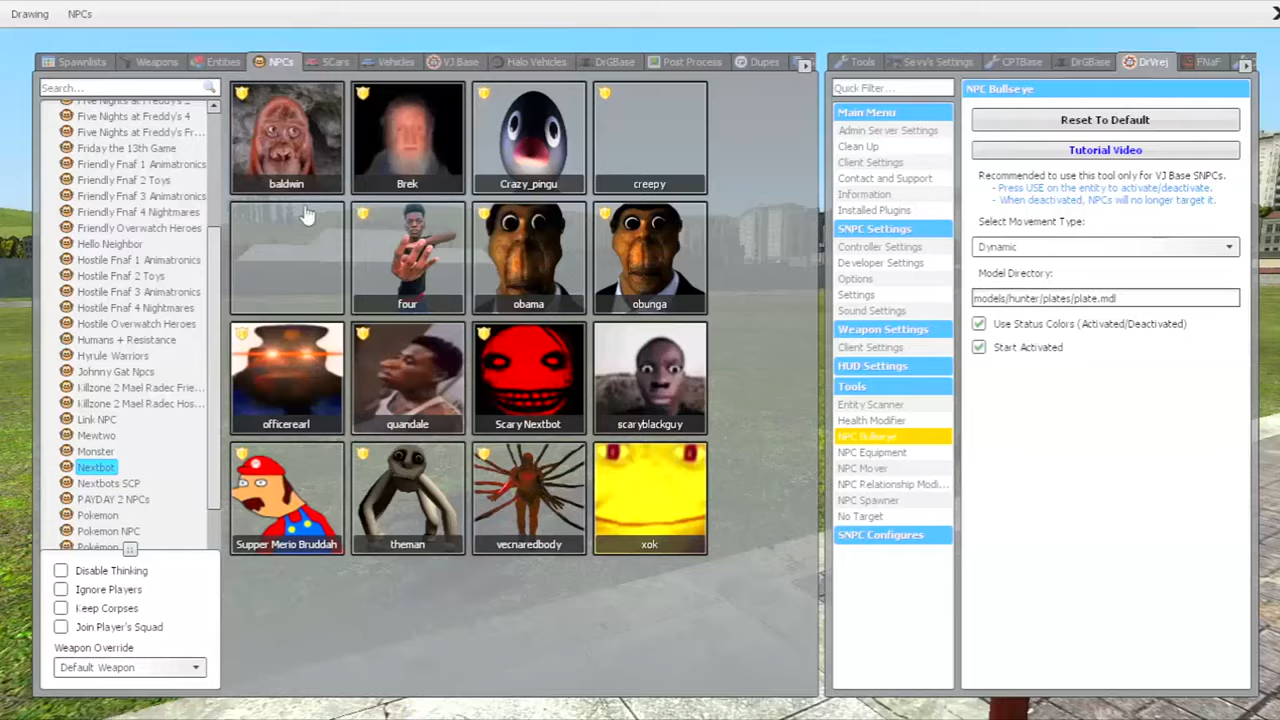 Drawing NPCs
Spawnlists Weapons Entities NPCs SCars Vehicles VJ Base Halo Vehicles DrGBase Post Process Dupes
Search...
Five Nights at Freddy's 4
Five Nights at Freddy's Fr...
Friday the 13th Game
Friendly Fnaf 1 Animatronics
Friendly Fnaf 2 Toys
Friendly Fnaf 3 Animatronics
Friendly Fnaf 4 Nightmares
Friendly Overwatch Heroes
Hello Neighbor
Hostile Fnaf 1 Animatronics
Hostile Fnaf 2 Toys
Hostile Fnaf 3 Animatronics
Hostile Fnaf 4 Nightmares
Hostile Overwatch Heroes
Humans + Resistance
Hyrule Warriors
Johnny Gat Npcs
Killzone 2 Mael Radec Frie...
Killzone 2 Mael Radec Hos...
Link NPC
Mewtwo
Monster
Nextbot
Nextbots SCP
PAYDAY 2 NPCs
Pokemon
Pokemon NPC
Pokémon
Disable Thinking
Ignore Players
Keep Corpses
Join Player's Squad
Weapon Override
Default Weapon
baldwin Brek Crazy_pingu creepy
four obama obunga
officerearl quandale Scary Nextbot scaryblackguy
Supper Merio Bruddah theman vecnaredbody xok
Tools Sevv's Settings CPTBase DrGBase DrVrej FNaF
Quick Filter...
Main Menu
Admin Server Settings
Clean Up
Client Settings
Contact and Support
Information
Installed Plugins
SNPC Settings
Controller Settings
Developer Settings
Options
Settings
Sound Settings
Weapon Settings
Client Settings
HUD Settings
Tools
Entity Scanner
Health Modifier
NPC Bullseye
NPC Equipment
NPC Mover
NPC Relationship Modi...
NPC Spawner
No Target
SNPC Configures
NPC Bullseye
Reset To Default
Tutorial Video
Recommended to use this tool only for VJ Base SNPCs.
- Press USE on the entity to activate/deactivate.
- When deactivated, NPCs will no longer target it.
Select Movement Type:
Dynamic
Model Directory:
models/hunter/plates/plate.mdl
Use Status Colors (Activated/Deactivated)
Start Activated